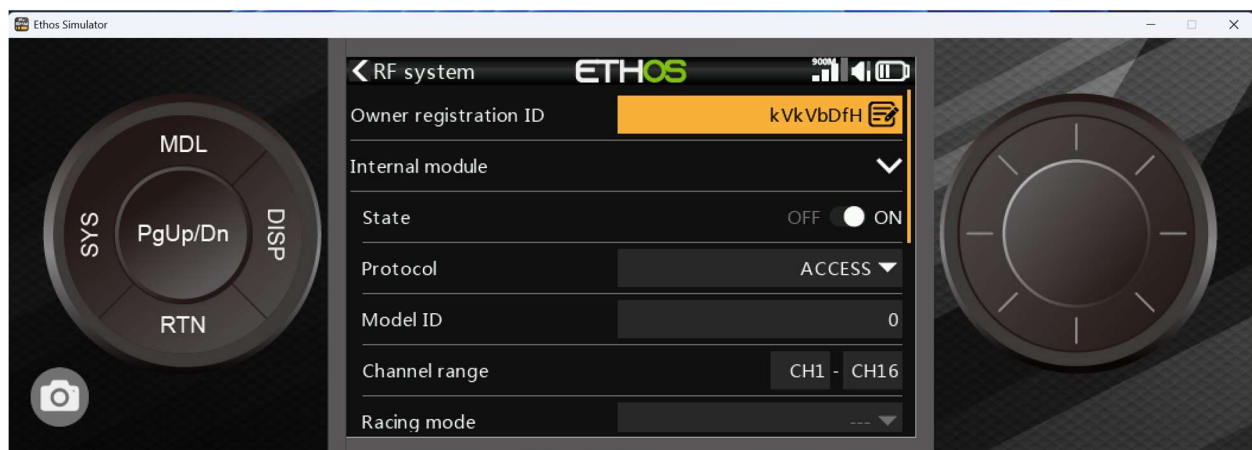 Ethos Simulator
RF system
ETHOS
900M
Owner registration ID
kVkVbDfH
Internal module
State
OFF ON
Protocol
ACCESS
Model ID
0
Channel range
CH1 - CH16
Racing mode
---
MDL
SYS
PgUp/Dn
DISP
RTN